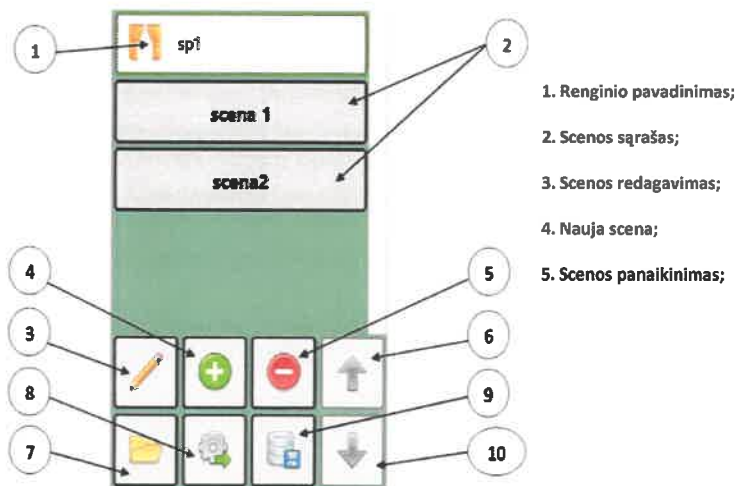 sp1
1
2
scena 1
scena2
1. Renginio pavadinimas;
2. Scenos sąrašas;
3. Scenos redagavimas;
4. Nauja scena;
5. Scenos panaikinimas;
4
5
3
6
8
9
7
10